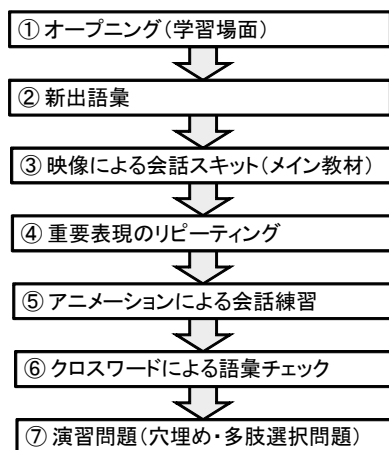 ① オープニング(学習場面)
② 新出語彙
③ 映像による会話スキット(メイン教材)
④ 重要表現のリピーティング
⑤ アニメーションによる会話練習
⑥ クロスワードによる語彙チェック
⑦ 演習問題(穴埋め・多肢選択問題)